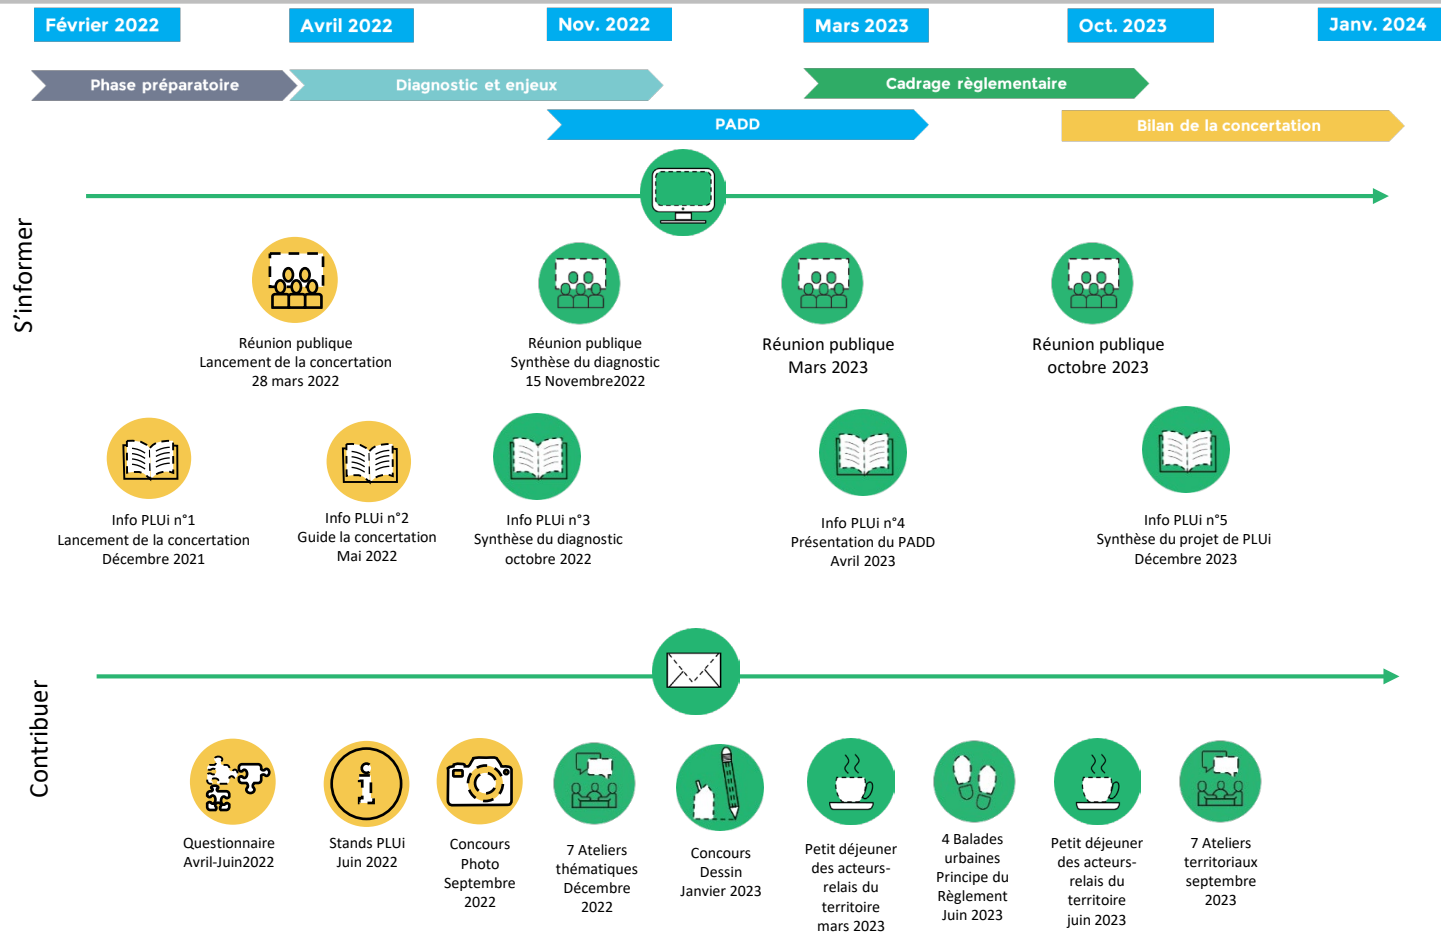 Février 2022
Avril 2022
Nov. 2022
Mars 2023
Oct. 2023
Janv. 2024
Phase préparatoire
Diagnostic et enjeux
Cadrage règlementaire
PADD
Bilan de la concertation
S'informer
Réunion publique
Lancement de la concertation
28 mars 2022
Réunion publique
Synthèse du diagnostic
15 Novembre2022
Réunion publique
Mars 2023
Réunion publique
octobre 2023
Info PLUi n°1
Lancement de la concertation
Décembre 2021
Info PLUi n°2
Guide la concertation
Mai 2022
Info PLUi n°3
Synthèse du diagnostic
octobre 2022
Info PLUi n°4
Présentation du PADD
Avril 2023
Info PLUi n°5
Synthèse du projet de PLUi
Décembre 2023
Contribuer
Questionnaire
Avril-Juin2022
Stands PLUi
Juin 2022
Concours
Photo
Septembre
2022
7 Ateliers
thématiques
Décembre
2022
Concours
Dessin
Janvier 2023
Petit déjeuner
des acteurs-
relais du
territoire
mars 2023
4 Balades
urbaines
Principe du
Règlement
Juin 2023
Petit déjeuner
des acteurs-
relais du
territoire
juin 2023
7 Ateliers
territoriaux
septembre
2023